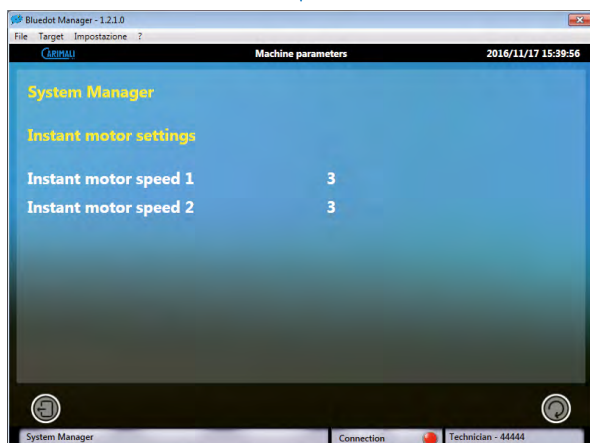 Bluedot Manager - 1.2.1.0
File Target Impostazione ?
CARIMALI Machine parameters 2016/11/17 15:39:56
System Manager
Instant motor settings
Instant motor speed 1 3
Instant motor speed 2 3
System Manager Connection Technician - 44444